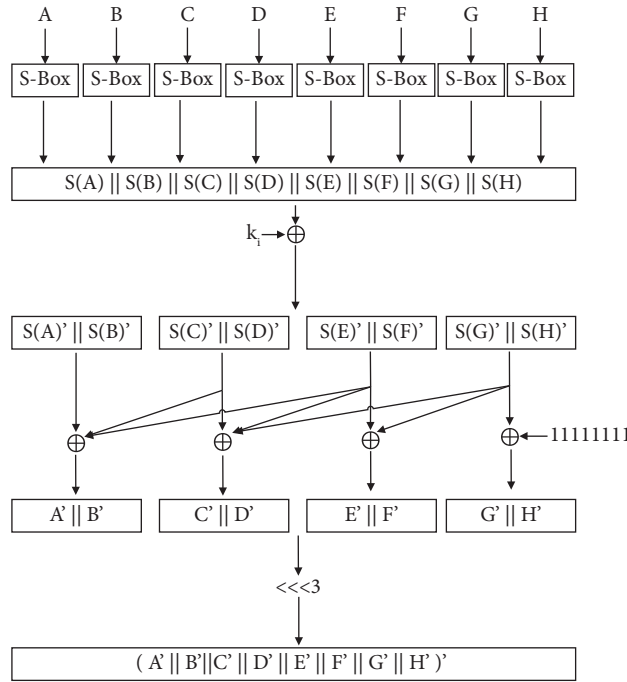 A B C D E F G H
S-Box S-Box S-Box S-Box S-Box S-Box S-Box S-Box
S(A) || S(B) || S(C) || S(D) || S(E) || S(F) || S(G) || S(H)
ki
S(A)’ || S(B)’ S(C)’ || S(D)’ S(E)’ || S(F)’ S(G)’ || S(H)’
11111111
A’ || B’ C’ || D’ E’ || F’ G’ || H’
<<<3
( A’ || B’||C’ || D’ || E’ || F’ || G’ || H’ )’